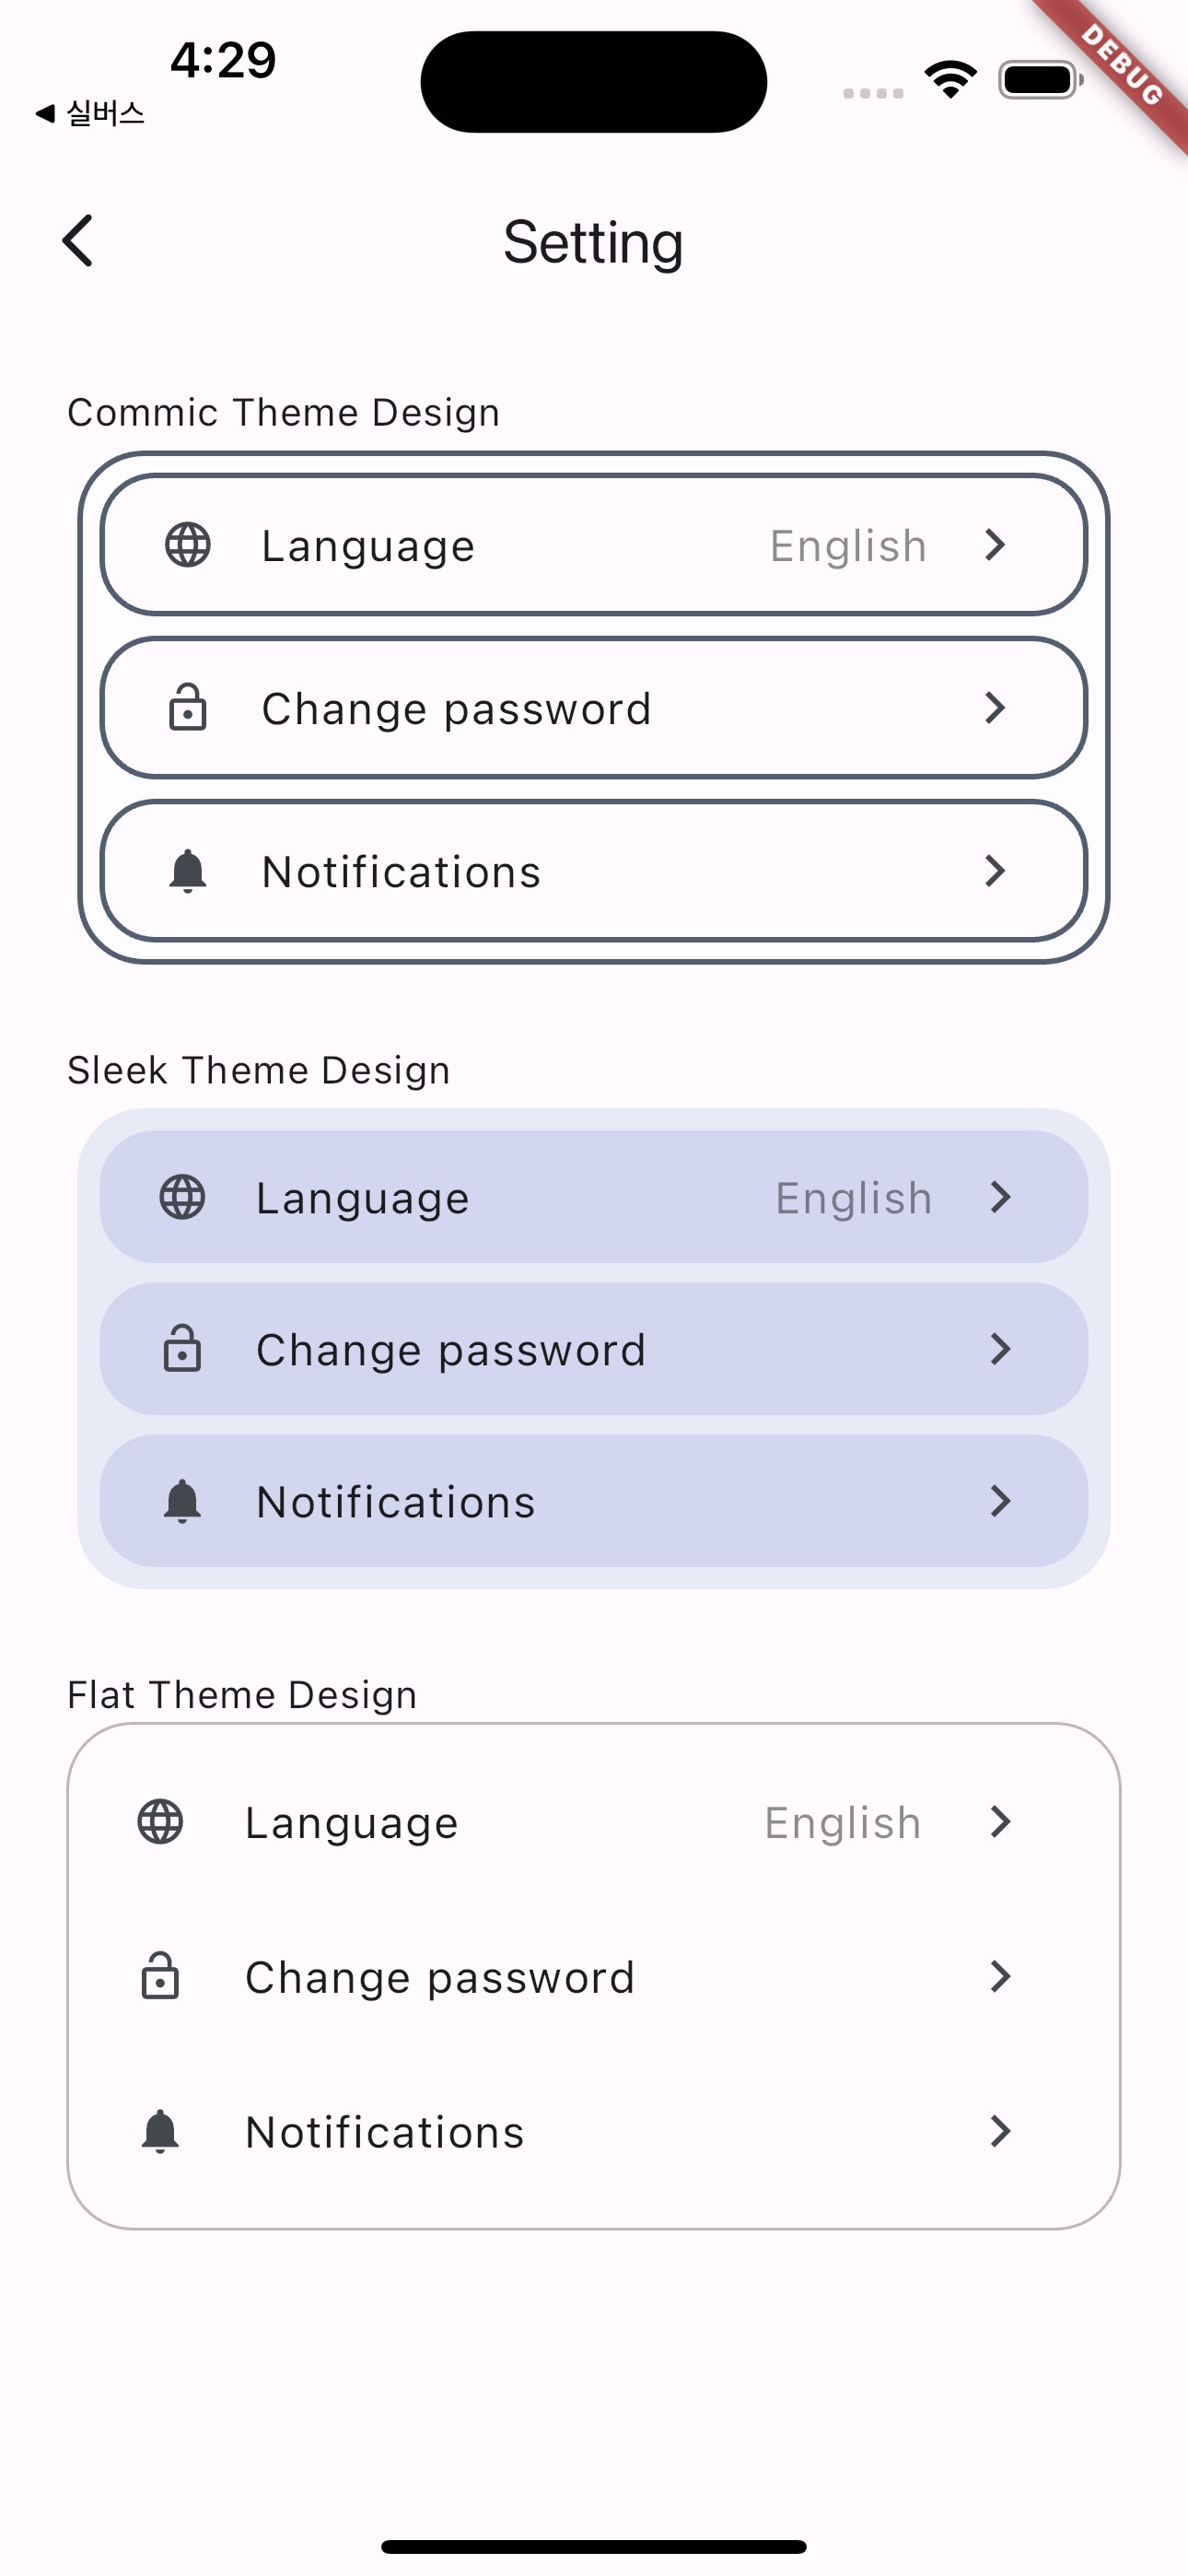 4:29
DEBUG
◀ 실버스
Setting
Commic Theme Design
Language English
Change password
Notifications
Sleek Theme Design
Language English
Change password
Notifications
Flat Theme Design
Language English
Change password
Notifications